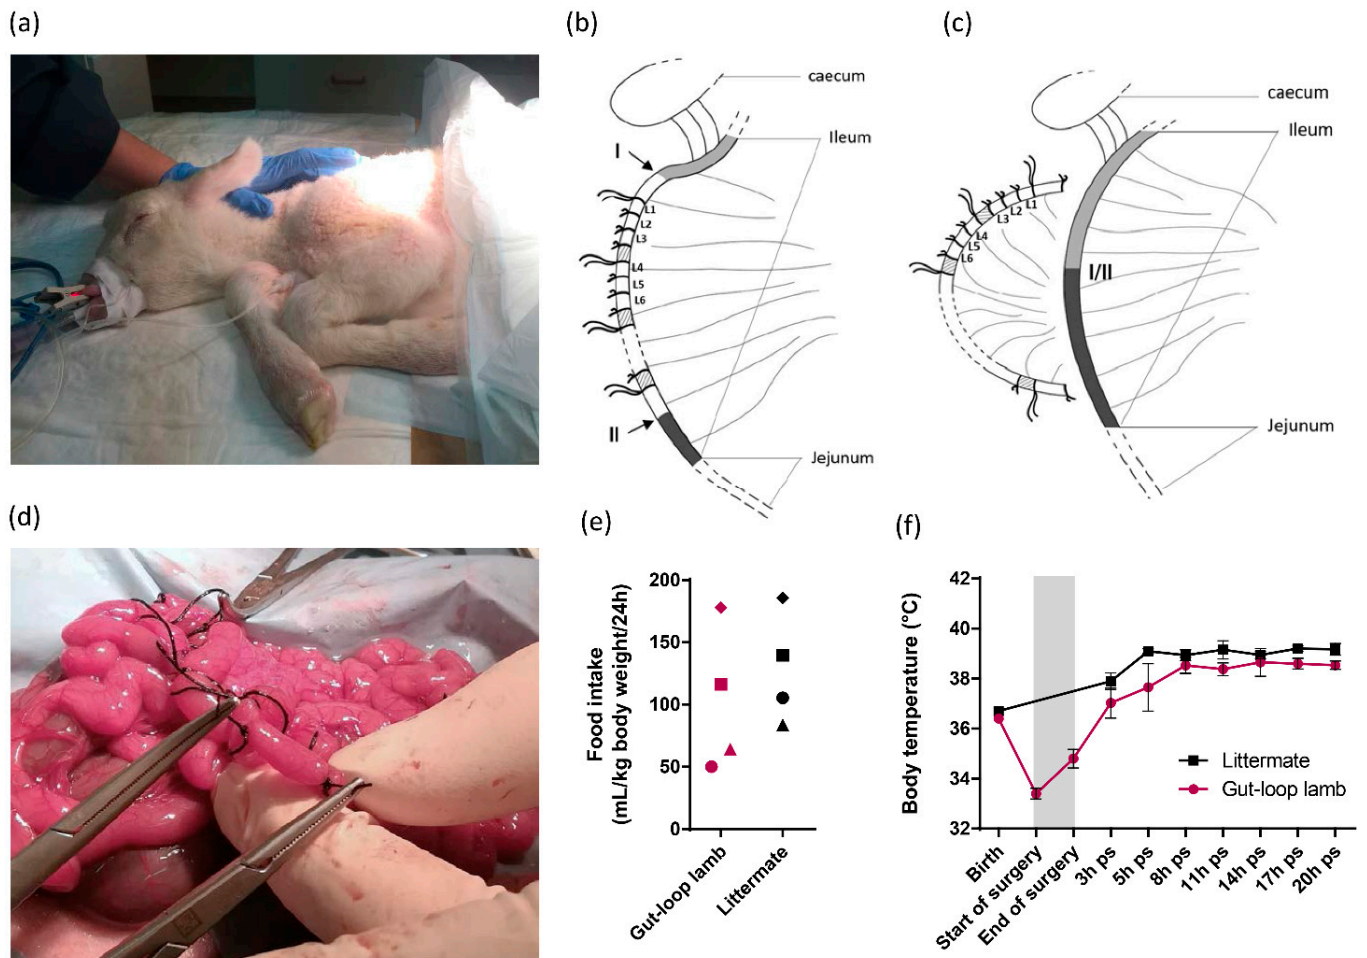 (a)
(b)
(c)
caecum
Ileum
I
L1
L2
L3
L4
L5
L6
II
Jejunum
caecum
Ileum
L1
L2
L3
L4
L5
L6
I/II
Jejunum
(d)
(e)
Food intake
(mL/kg body weight/24h)
200
150
100
50
0
Gut-loop lamb
Littermate
(f)
Body temperature (°C)
42
40
38
36
34
32
Littermate
Gut-loop lamb
Birth
Start of surgery
End of surgery
3h ps
5h ps
8h ps
11h ps
14h ps
17h ps
20h ps